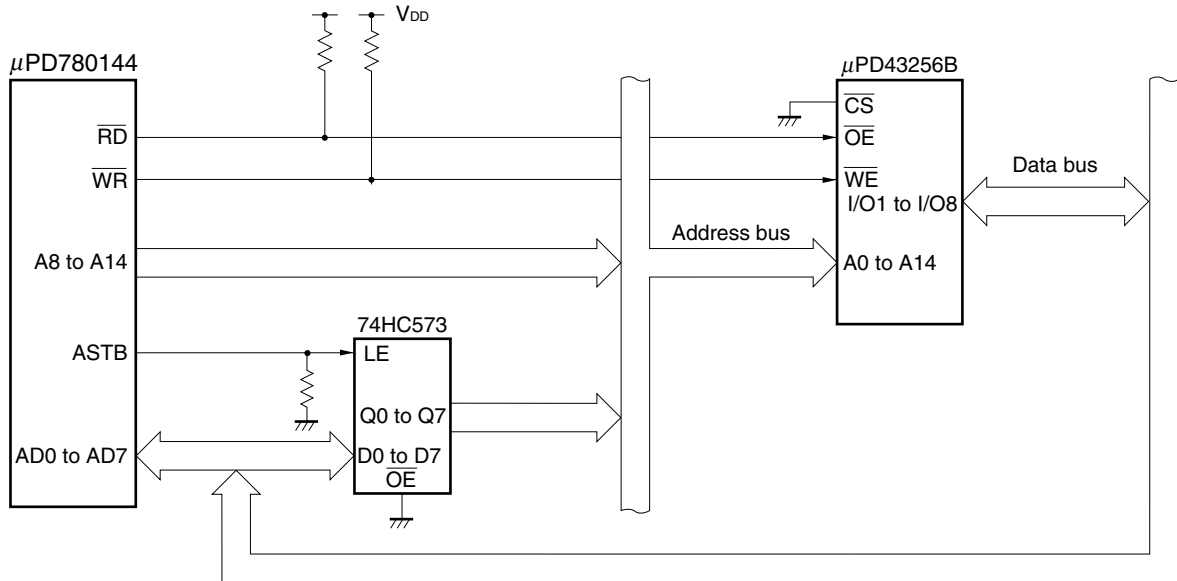 VDD
μPD780144
μPD43256B
CS
RD
OE
WR
WE
Data bus
I/O1 to I/O8
Address bus
A8 to A14
A0 to A14
74HC573
ASTB
LE
Q0 to Q7
AD0 to AD7
D0 to D7
OE